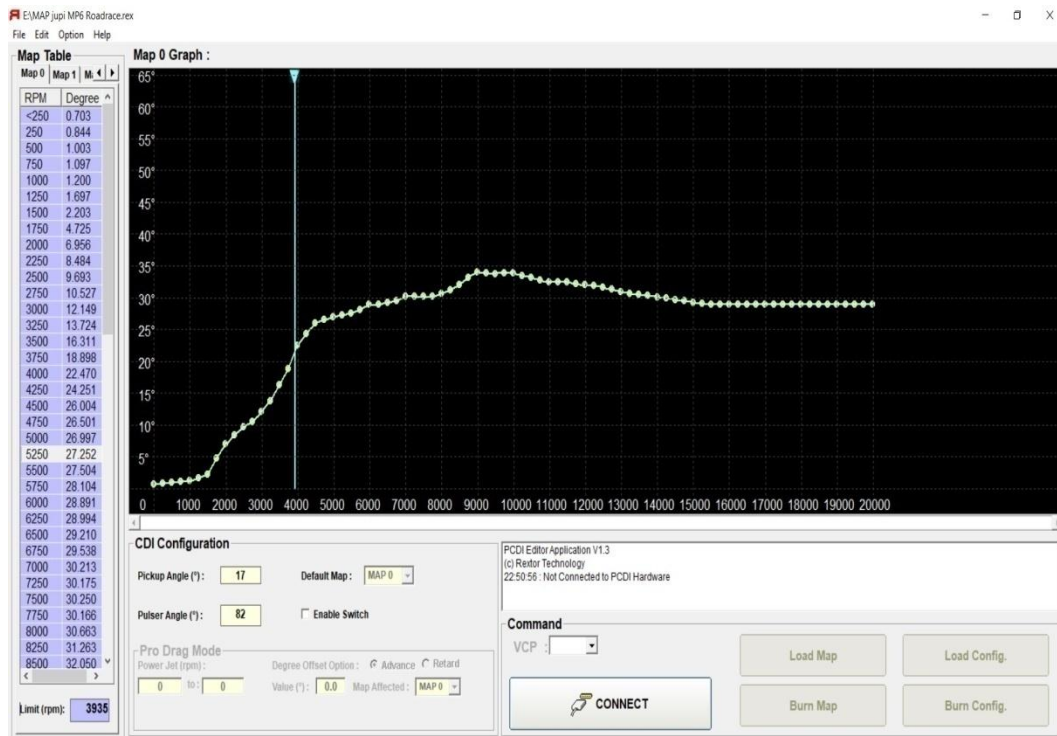 E:\MAP jupi MP6 Roadrace.rex
File Edit Option Help
Map Table
Map 0 Map 1 M
RPM Degree
<250 0.703
250 0.844
500 1.003
750 1.097
1000 1.200
1250 1.697
1500 2.203
1750 4.725
2000 6.956
2250 8.484
2500 9.693
2750 10.527
3000 12.149
3250 13.724
3500 16.311
3750 18.898
4000 22.470
4250 24.251
4500 26.004
4750 26.501
5000 26.997
5250 27.252
5500 27.504
5750 28.104
6000 28.891
6250 28.994
6500 29.210
6750 29.538
7000 30.213
7250 30.175
7500 30.250
7750 30.166
8000 30.663
8250 31.263
8500 32.050
Limit (rpm): 3935
Map 0 Graph :
65°
60°
55°
50°
45°
40°
35°
30°
25°
20°
15°
10°
5°
0 1000 2000 3000 4000 5000 6000 7000 8000 9000 10000 11000 12000 13000 14000 15000 16000 17000 18000 19000 20000
CDI Configuration
Pickup Angle (°) : 17 Default Map : MAP 0
Pulser Angle (°) : 82 Enable Switch
Pro Drag Mode
Power Jet (rpm) : Degree Offset Option : Advance Retard
0 to : 0 Value (°) : 0.0 Map Affected : MAP 0
PCDI Editor Application V1.3
(c) Rextor Technology
22:50:56 : Not Connected to PCDI Hardware
Command
VCP :
CONNECT
Load Map Load Config.
Burn Map Burn Config.